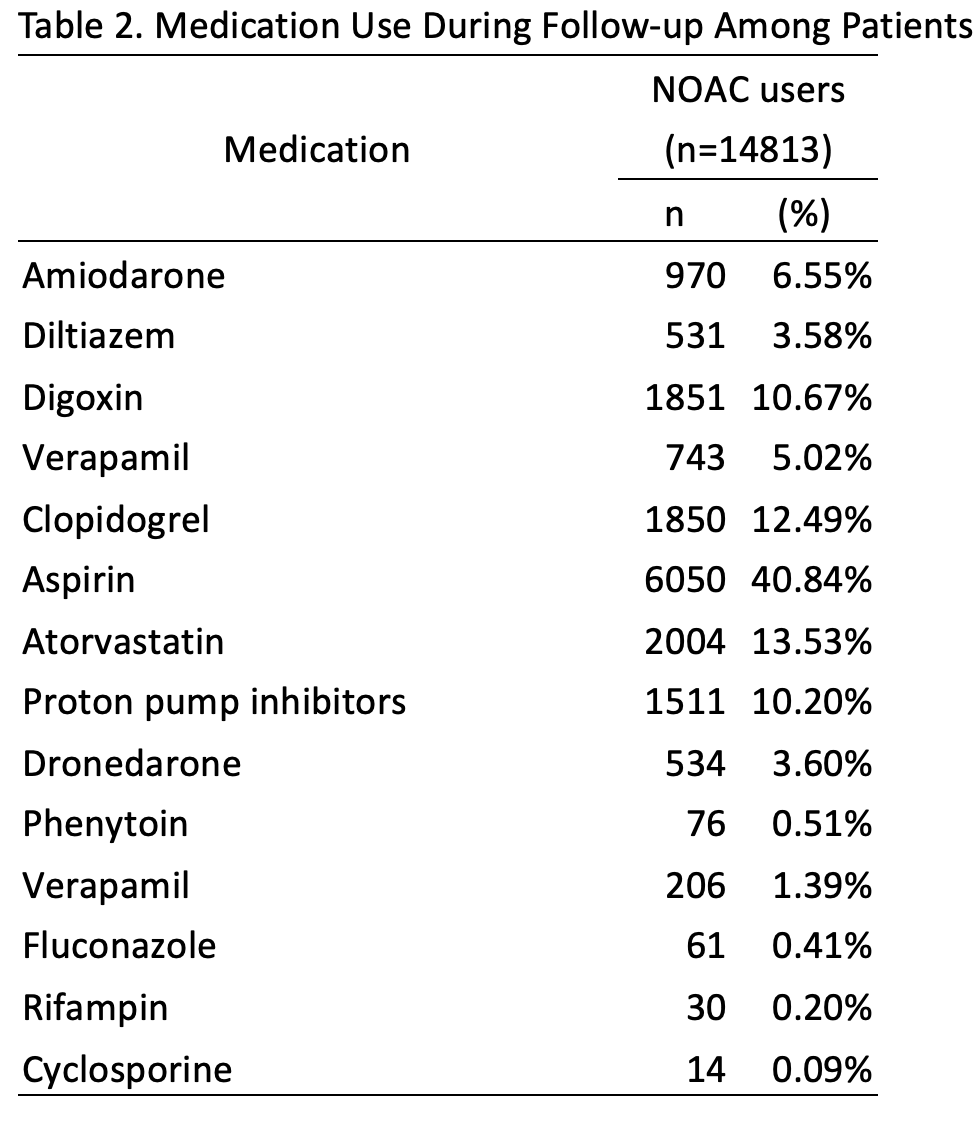 Table 2. Medication Use During Follow-up Among Patients
NOAC users
Medication (n=14813)
n (%)
Amiodarone 970 6.55%
Diltiazem 531 3.58%
Digoxin 1851 10.67%
Verapamil 743 5.02%
Clopidogrel 1850 12.49%
Aspirin 6050 40.84%
Atorvastatin 2004 13.53%
Proton pump inhibitors 1511 10.20%
Dronedarone 534 3.60%
Phenytoin 76 0.51%
Verapamil 206 1.39%
Fluconazole 61 0.41%
Rifampin 30 0.20%
Cyclosporine 14 0.09%